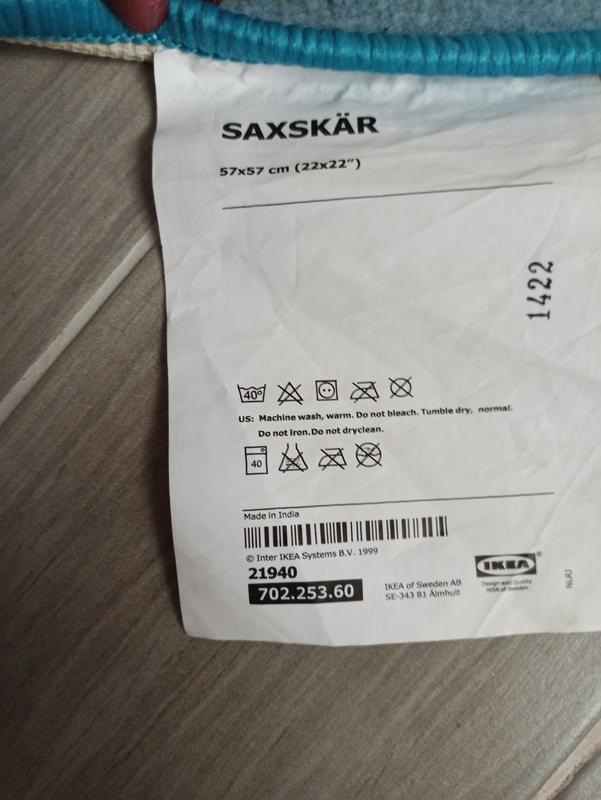 SAXSKÄR
57x57 cm (22x22")
1422
40°
US: Machine wash, warm. Do not bleach. Tumble dry, normal.
Do not iron.Do not dryclean.
40
Made in India
© Inter IKEA Systems B.V. 1999
21940
702.253.60
IKEA of Sweden AB
SE-343 81 Älmhult
IKEA®
Design and Quality
IKEA of Sweden